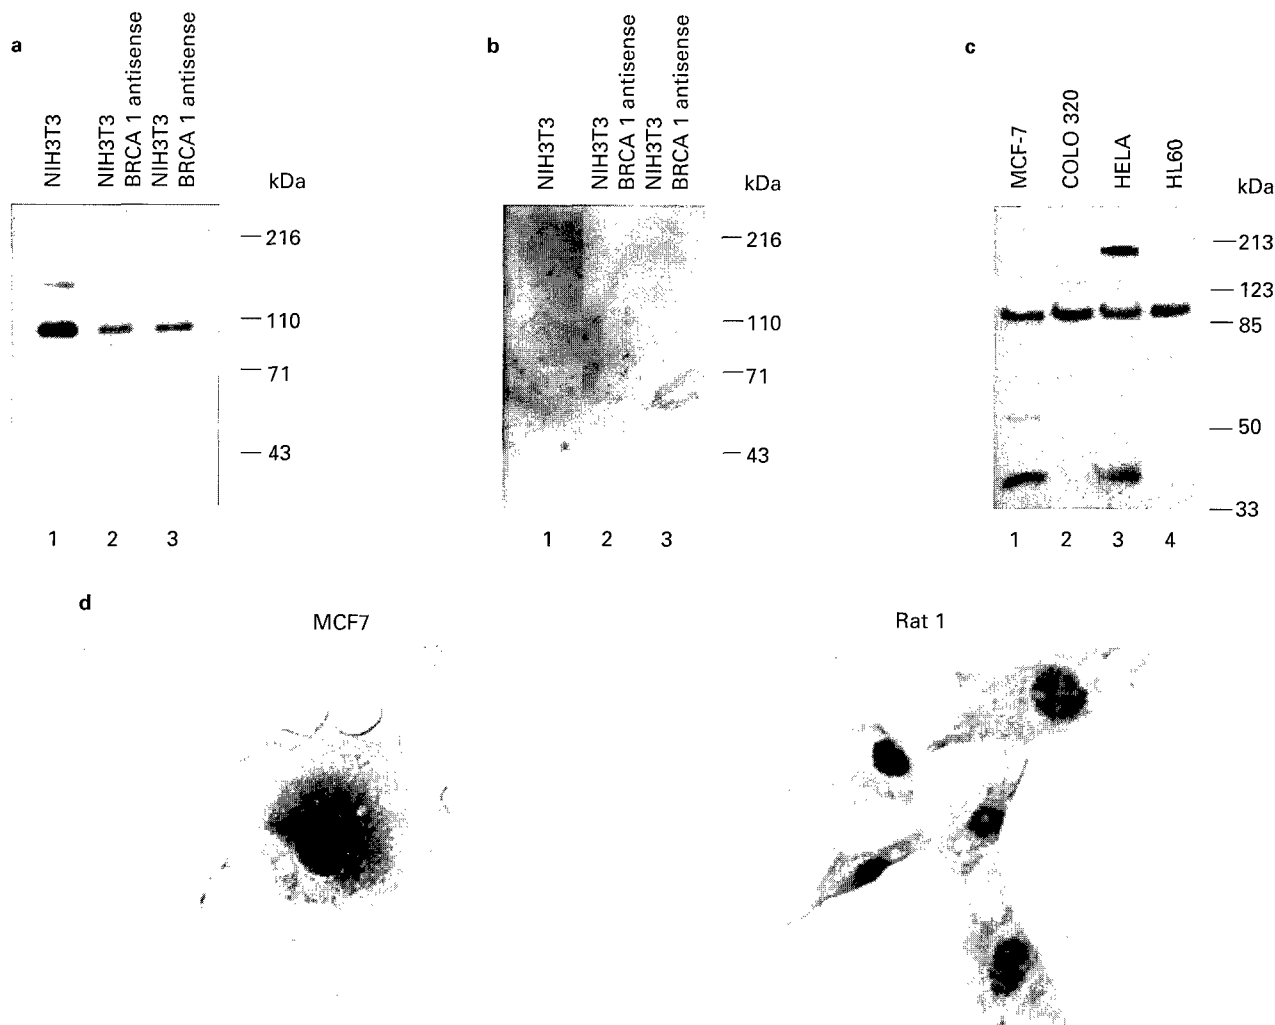 a
NIH3T3
NIH3T3
BRCA 1 antisense
NIH3T3
BRCA 1 antisense
kDa
216
110
71
43
1 2 3
b
NIH3T3
NIH3T3
BRCA 1 antisense
NIH3T3
BRCA 1 antisense
kDa
216
110
71
43
1 2 3
c
MCF-7
COLO 320
HELA
HL60
kDa
213
123
85
50
33
1 2 3 4
d
MCF7
Rat 1